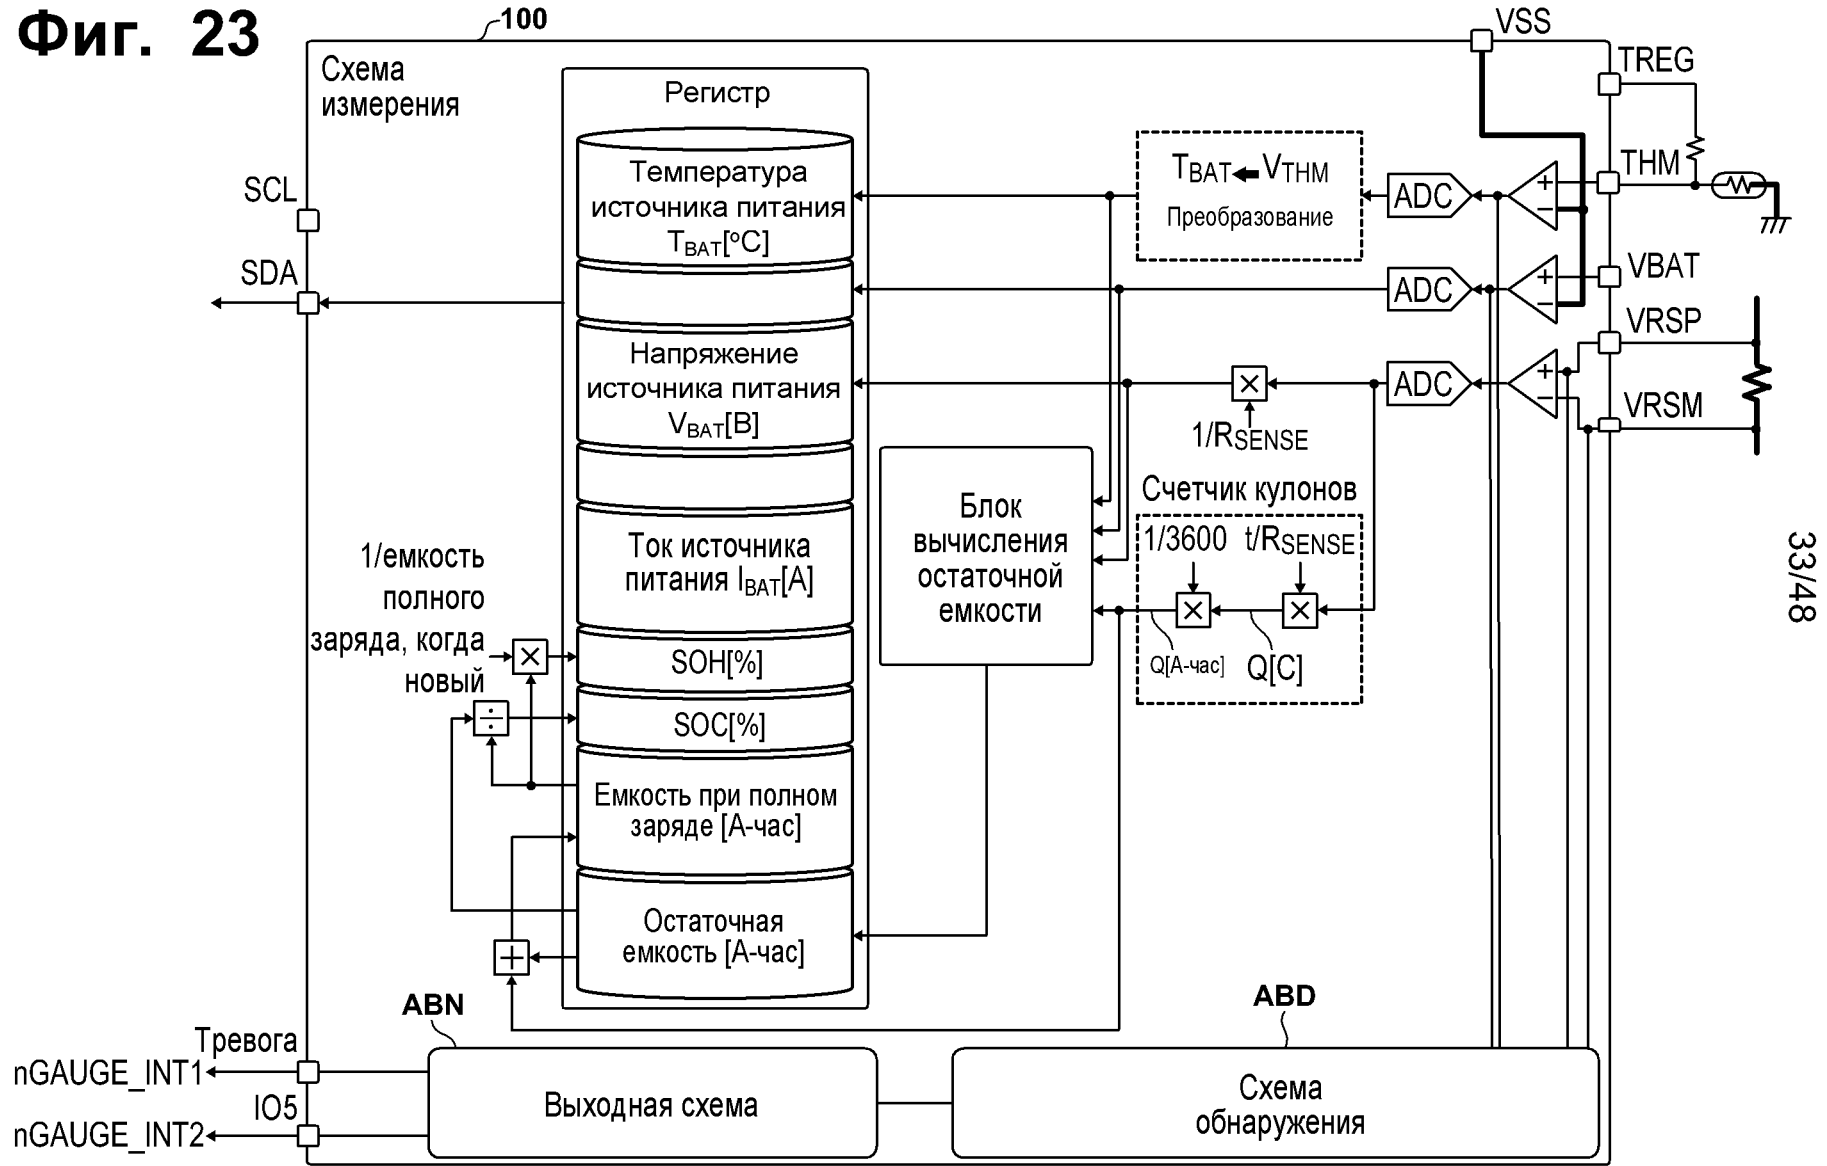 Фиг. 23
100
Схема
измерения
Регистр
Температура
источника питания
TBAT[°C]
Напряжение
источника питания
VBAT[В]
Ток источника
питания IBAT[А]
SOH[%]
SOC[%]
Емкость при полном
заряде [А-час]
Остаточная
емкость [А-час]
SCL
SDA
1/емкость
полного
заряда, когда
новый
×
÷
+
Блок
вычисления
остаточной
емкости
TBAT←VTHM
Преобразование
ADC
ADC
ADC
+
−
+
−
+
−
×
1/RSENSE
Счетчик кулонов
1/3600 t/RSENSE
×
×
Q[А-час]
Q[C]
VSS
TREG
THM
VBAT
VRSP
VRSM
33/48
ABN
ABD
Тревога
nGAUGE_INT1
IO5
nGAUGE_INT2
Выходная схема
Схема
обнаружения